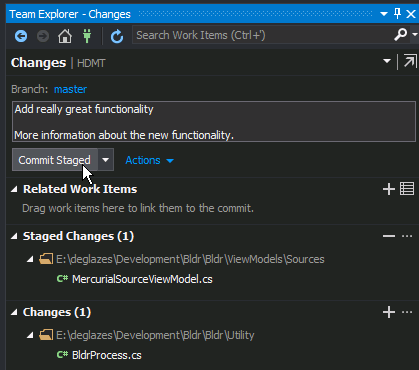 Team Explorer - Changes
Search Work Items (Ctrl+')
Changes | HDMT
Branch: master
Add really great functionality
More information about the new functionality.
Commit Staged Actions
Related Work Items
Drag work items here to link them to the commit.
Staged Changes (1)
E:\deglazes\Development\Bldr\Bldr\ViewModels\Sources
C# MercurialSourceViewModel.cs
Changes (1)
E:\deglazes\Development\Bldr\Bldr\Utility
C# BldrProcess.cs